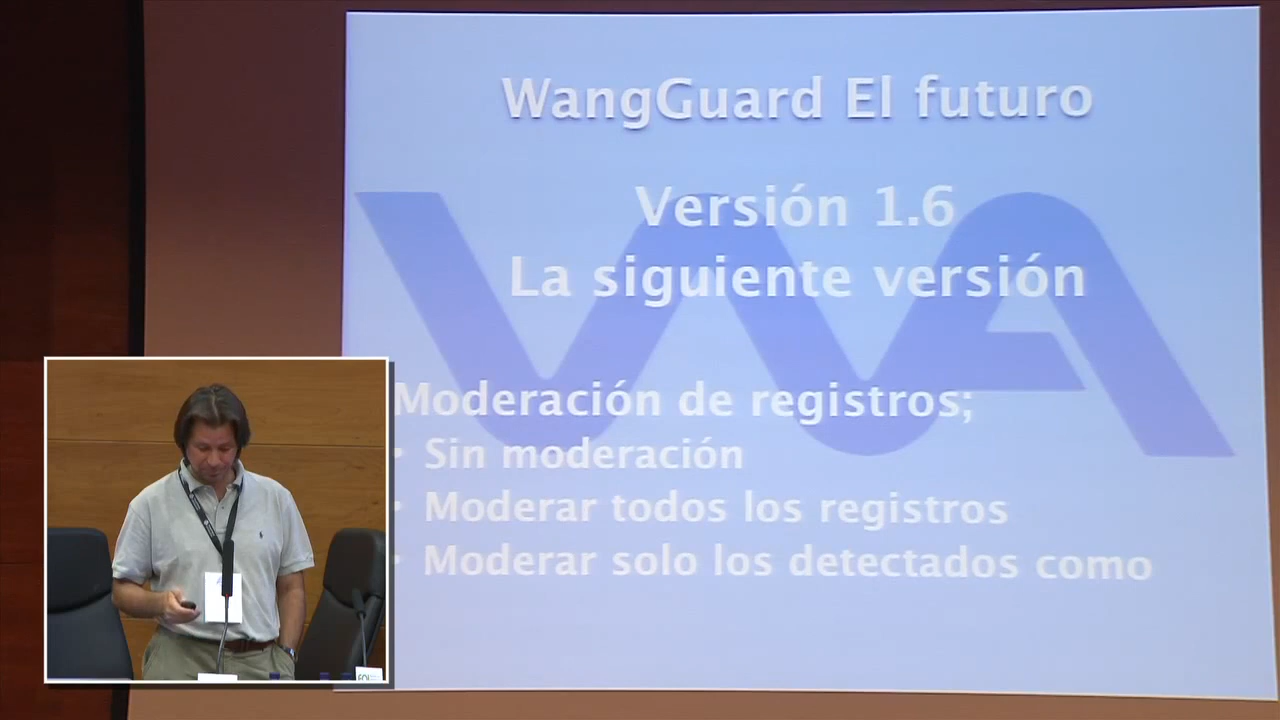 WangGuard El futuro
Versión 1.6
La siguiente versión
Moderación de registros;
• Sin moderación
• Moderar todos los registros
• Moderar solo los detectados como
EOI